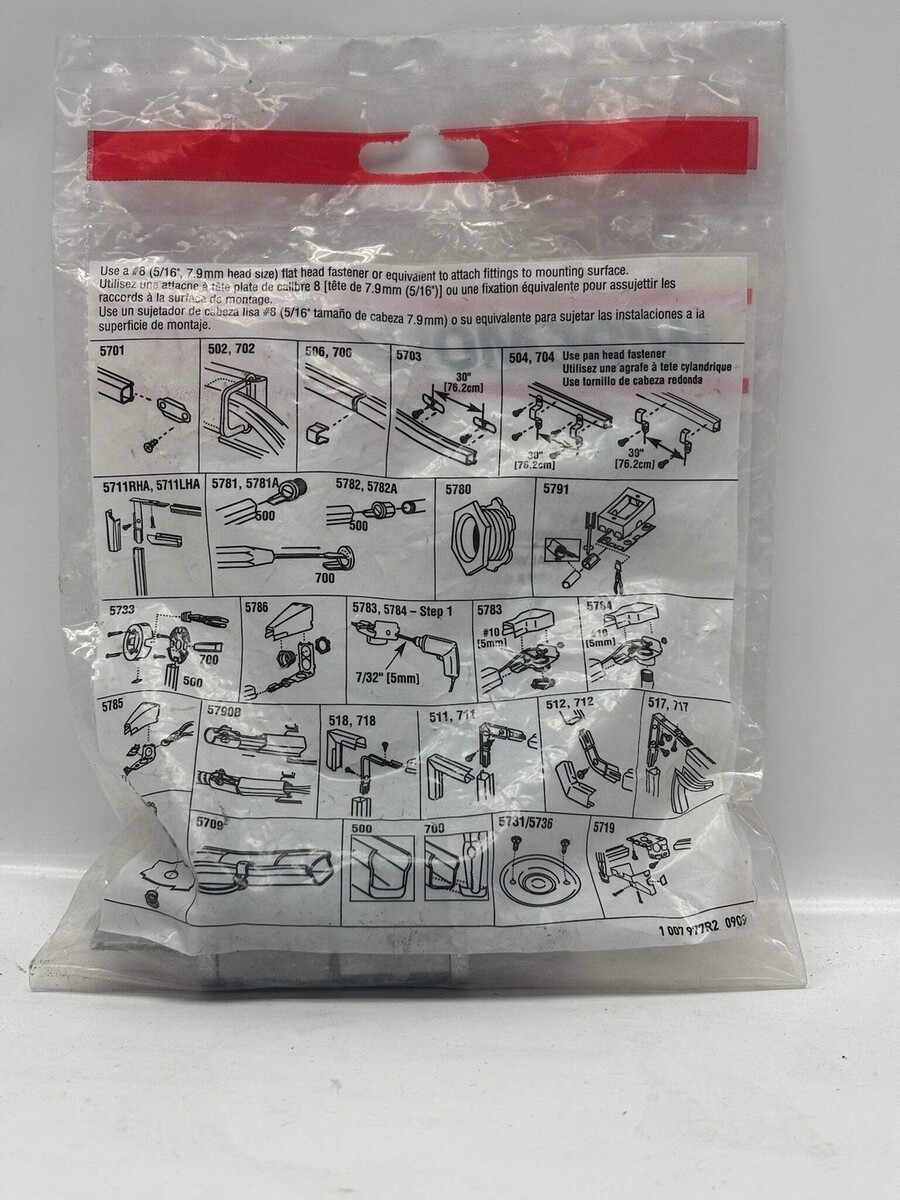 Use a #8 (5/16", 7.9mm head size) flat head fastener or equivalent to attach fittings to mounting surface.
Utilisez une attache à tête plate de calibre 8 [tête de 7.9mm (5/16")] ou une fixation équivalente pour assujettir les
raccords à la surface de montage.
Use un sujetador de cabeza lisa #8 (5/16" tamaño de cabeza 7.9mm) o su equivalente para sujetar las instalaciones a la
superficie de montaje.
5701
502, 702
506, 706
5703
30"
[76.2cm]
504, 704
Use pan head fastener
Utilisez une agrafe à tete cylandrique
Use tornillo de cabeza redonda
30"
[76.2cm]
30"
[76.2cm]
5711RHA, 5711LHA
5781, 5781A
500
5782, 5782A
500
700
5780
5791
5733
700
500
5786
5783, 5784 – Step 1
7/32" [5mm]
5783
#10
[5mm]
5784
#10
[5mm]
5785
5790B
518, 718
511, 711
512, 712
517, 717
5709
500
700
5731/5736
5719
1 007 977R2 0909